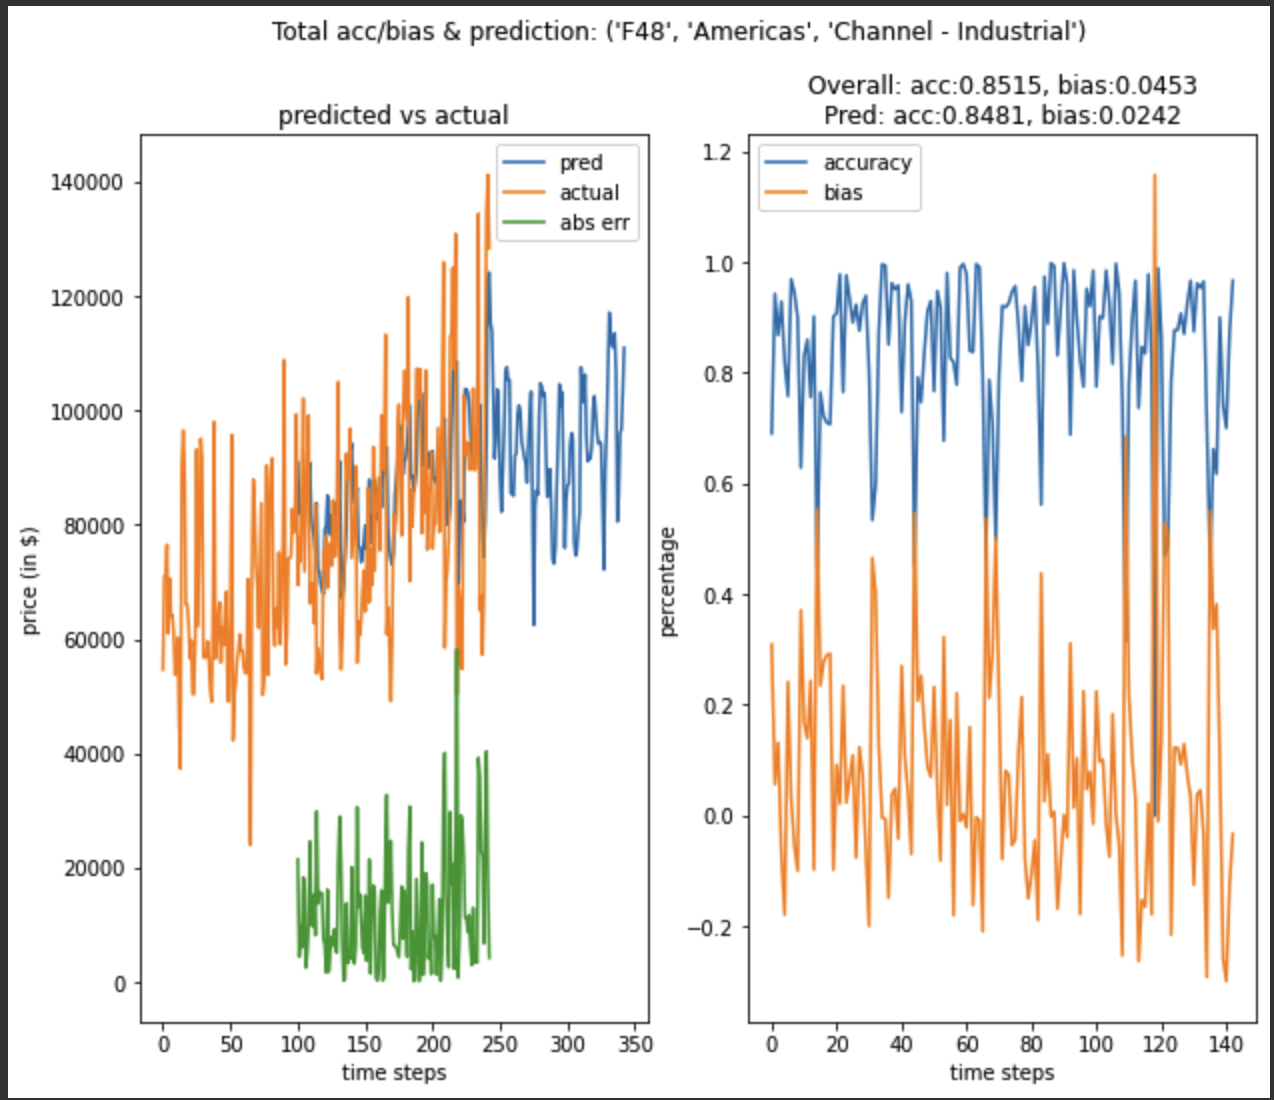 Total acc/bias & prediction: ('F48', 'Americas', 'Channel - Industrial')
predicted vs actual
pred
actual
abs err
140000
120000
100000
80000
60000
40000
20000
0
price (in $)
0 50 100 150 200 250 300 350
time steps
Overall: acc:0.8515, bias:0.0453
Pred: acc:0.8481, bias:0.0242
accuracy
bias
1.2
1.0
0.8
0.6
0.4
0.2
0.0
−0.2
percentage
0 20 40 60 80 100 120 140
time steps